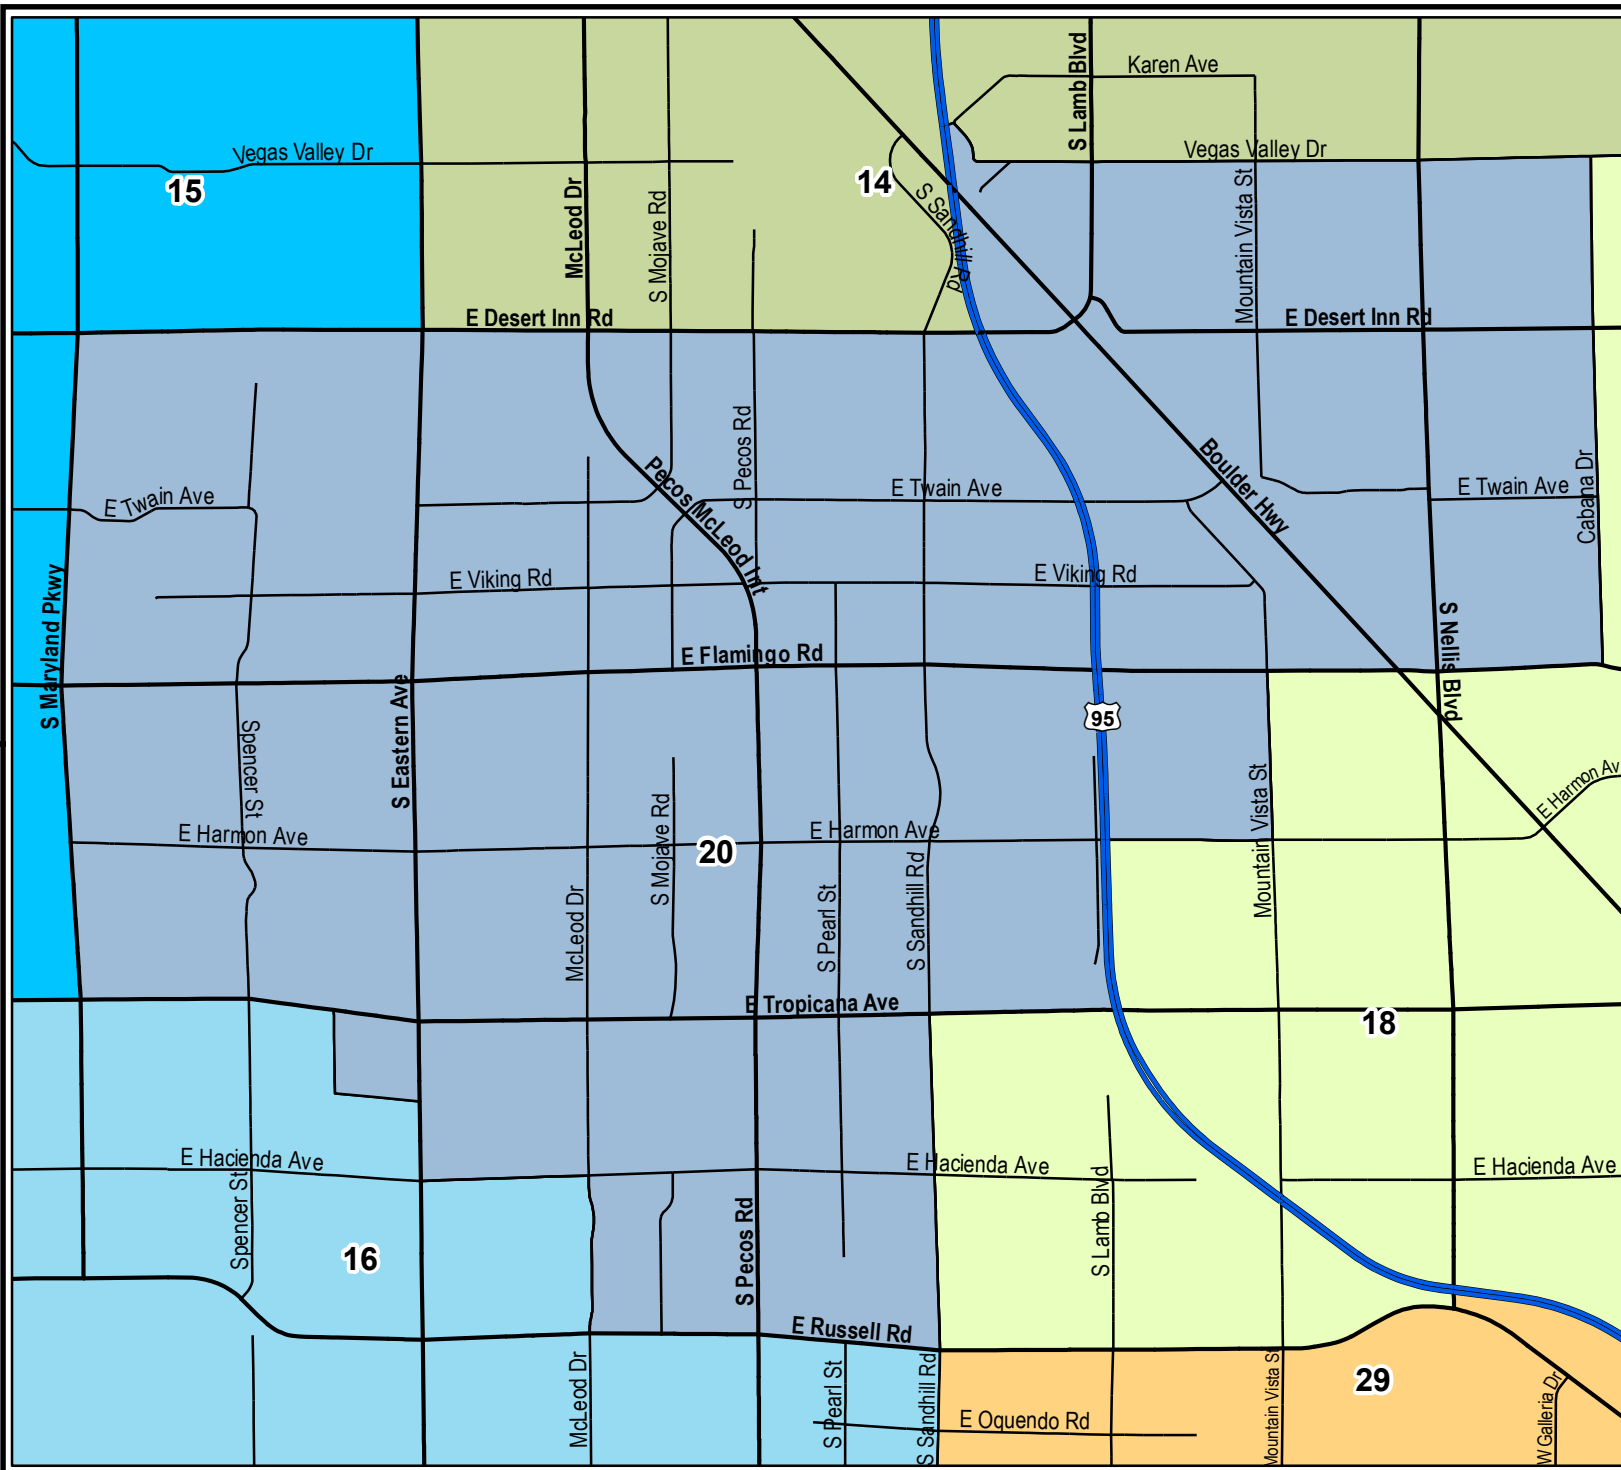 Karen Ave
S Lamb Blvd
Vegas Valley Dr
Vegas Valley Dr
15
14
McLeod Dr
S Mojave Rd
S Sandhill Rd
Mountain Vista St
E Desert Inn Rd
E Desert Inn Rd
S Pecos Rd
Pecos McLeod Int
Boulder Hwy
E Twain Ave
E Twain Ave
E Twain Ave
Cabana Dr
E Viking Rd
E Viking Rd
S Maryland Pkwy
E Flamingo Rd
S Nellis Blvd
S Eastern Ave
95
Spencer St
E Harmon Av
E Harmon Ave
S Mojave Rd
20
E Harmon Ave
Mountain Vista St
McLeod Dr
S Pearl St
S Sandhill Rd
E Tropicana Ave
18
E Hacienda Ave
E Hacienda Ave
E Hacienda Ave
Spencer St
16
S Pecos Rd
S Lamb Blvd
E Russell Rd
McLeod Dr
S Pearl St
S Sandhill Rd
E Oquendo Rd
Mountain Vista St
29
W Galleria Dr